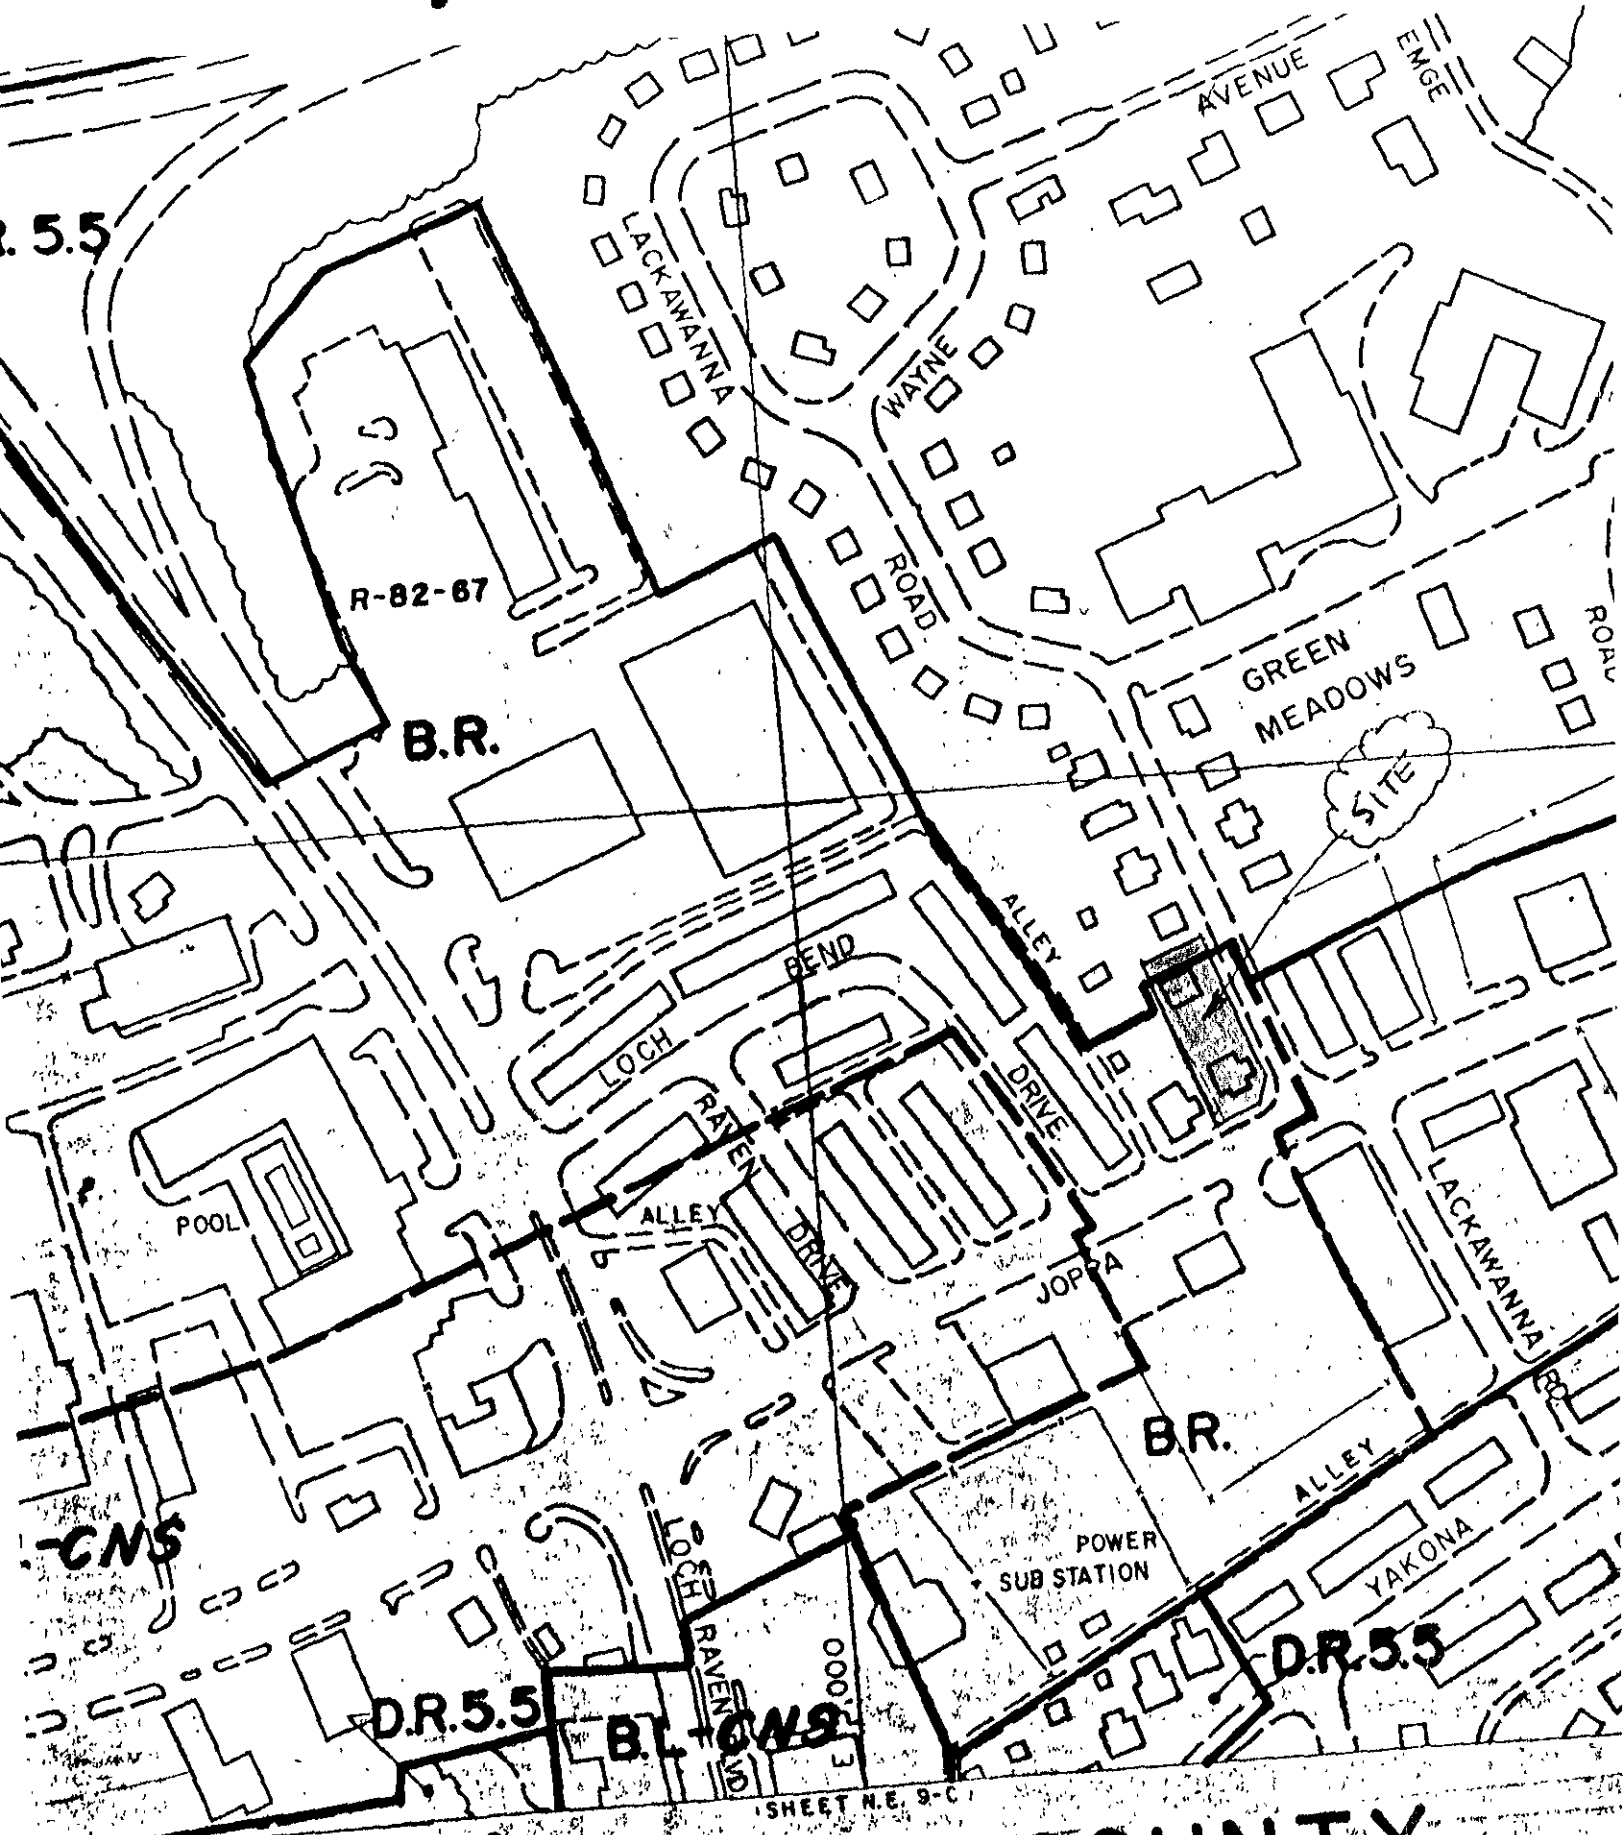 AVENUE
EMGE
5.5
LACKAWANNA
WAYNE
ROAD
R-82-67
GREEN
MEADOWS
ROAD
B.R.
SITE
ALLEY
BEND
LOCH
RAVEN
DRIVE
DRIVE
POOL
ALLEY
JOPPA
LACKAWANNA
RD.
B.R.
ALLEY
-CNS
POWER
SUB STATION
YAKONA
LOCH
RAVEN
D.R.5.5
D.R.5.5
B.L.-CNS
SHEET N.E. 9-C